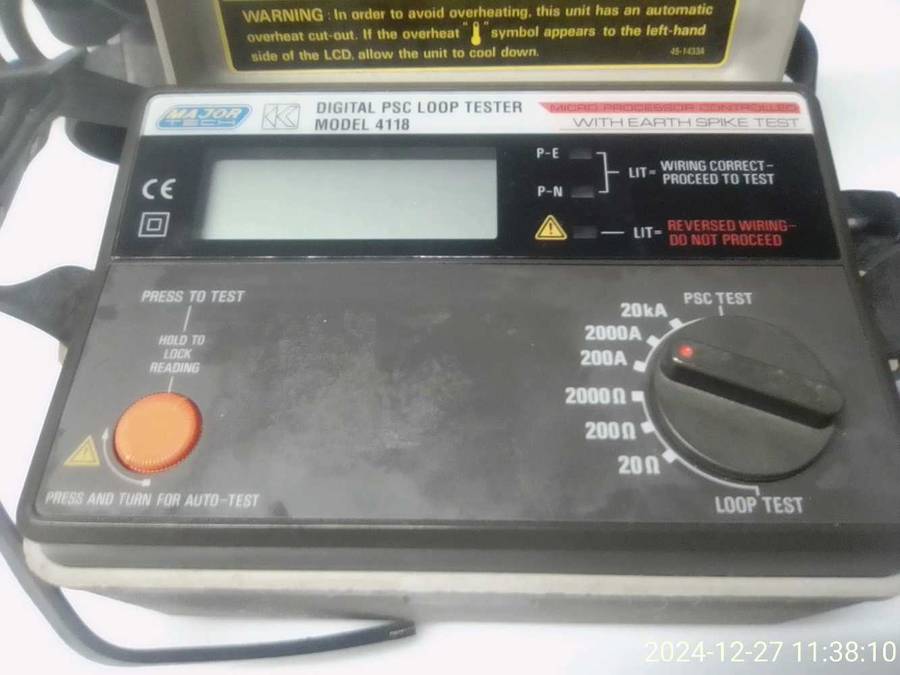 WARNING : In order to avoid overheating, this unit has an automatic
overheat cut-out. If the overheat " " symbol appears to the left-hand
side of the LCD, allow the unit to cool down.
45-1433A
MAJOR
TECH
DIGITAL PSC LOOP TESTER
MODEL 4118
MICRO PROCESSOR CONTROLLED
WITH EARTH SPIKE TEST
CE
P-E
P-N
LIT= WIRING CORRECT-
PROCEED TO TEST
LIT= REVERSED WIRING-
DO NOT PROCEED
PRESS TO TEST
HOLD TO
LOCK
READING
PRESS AND TURN FOR AUTO-TEST
PSC TEST
20kA
2000A
200A
2000Ω
200Ω
20Ω
LOOP TEST
2024-12-27 11:38:10